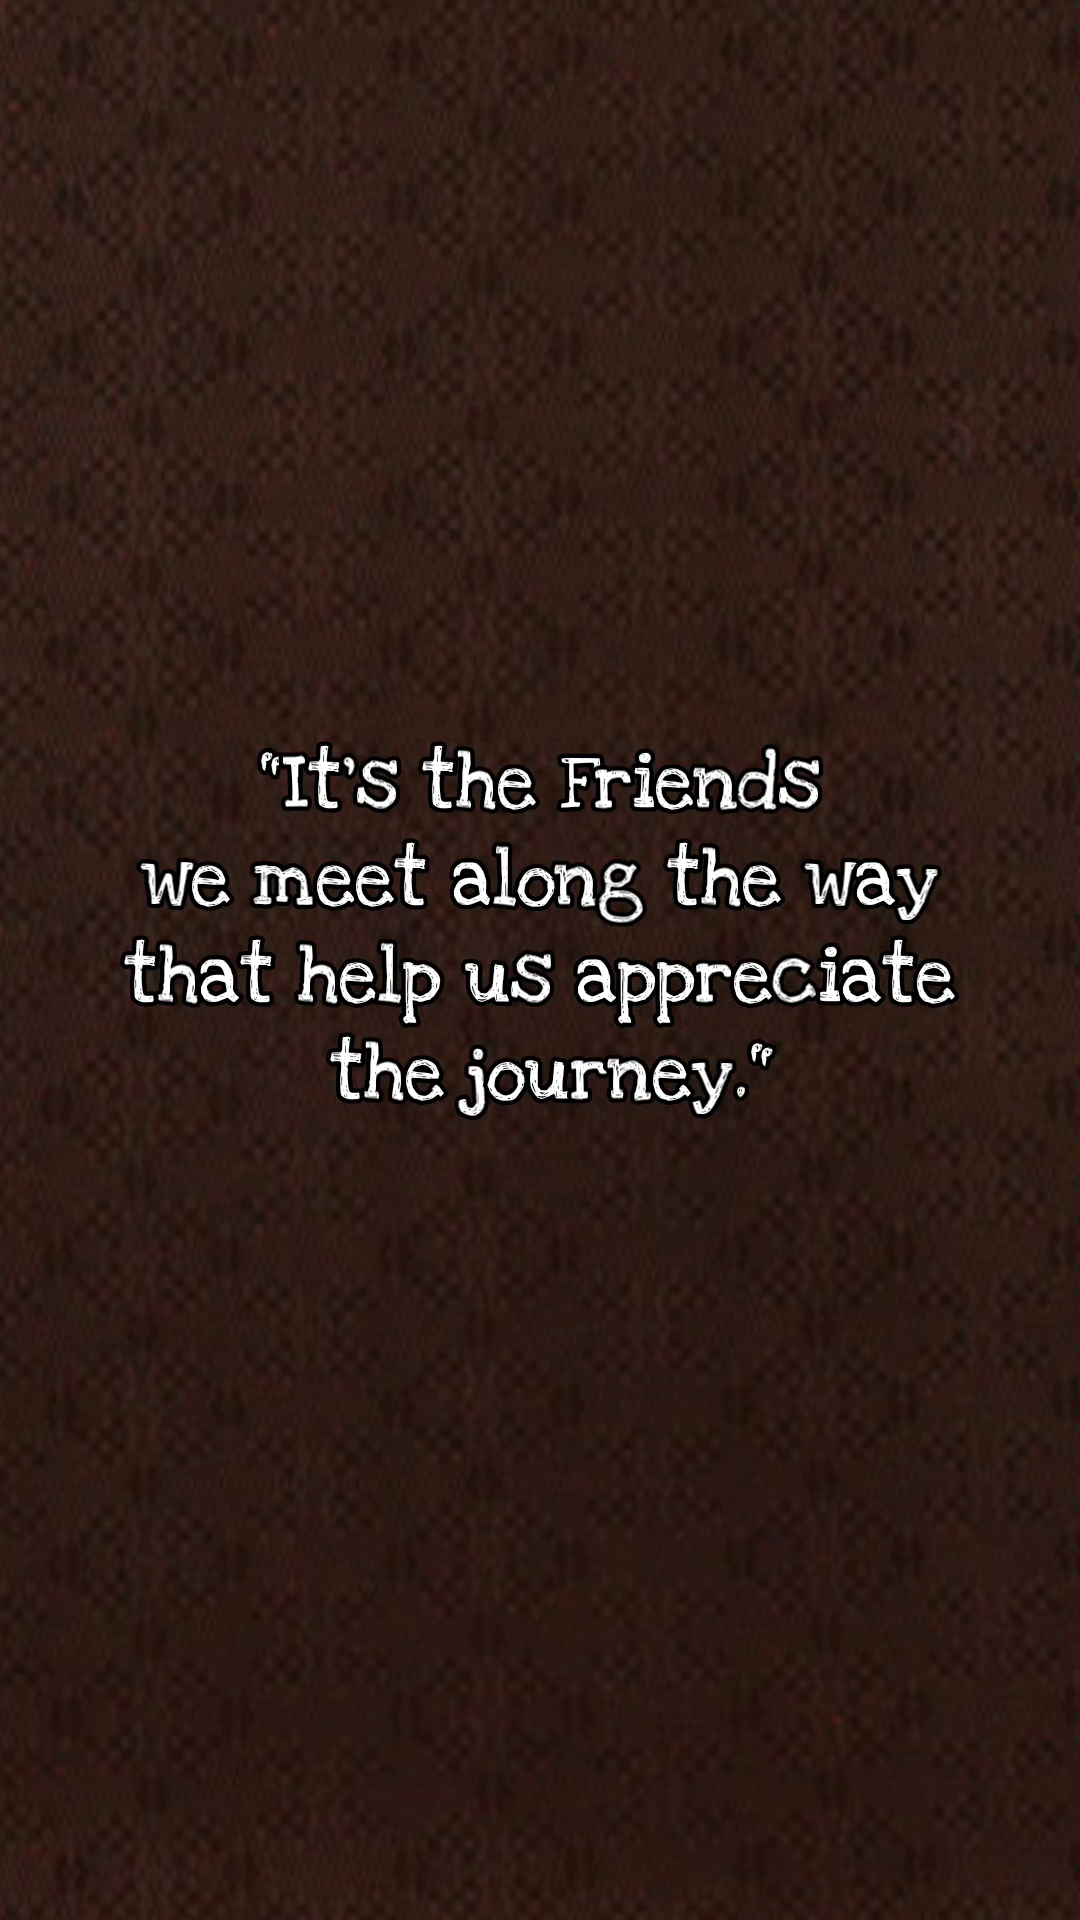 "It's the Friends
we meet along the way
that help us appreciate
the journey."